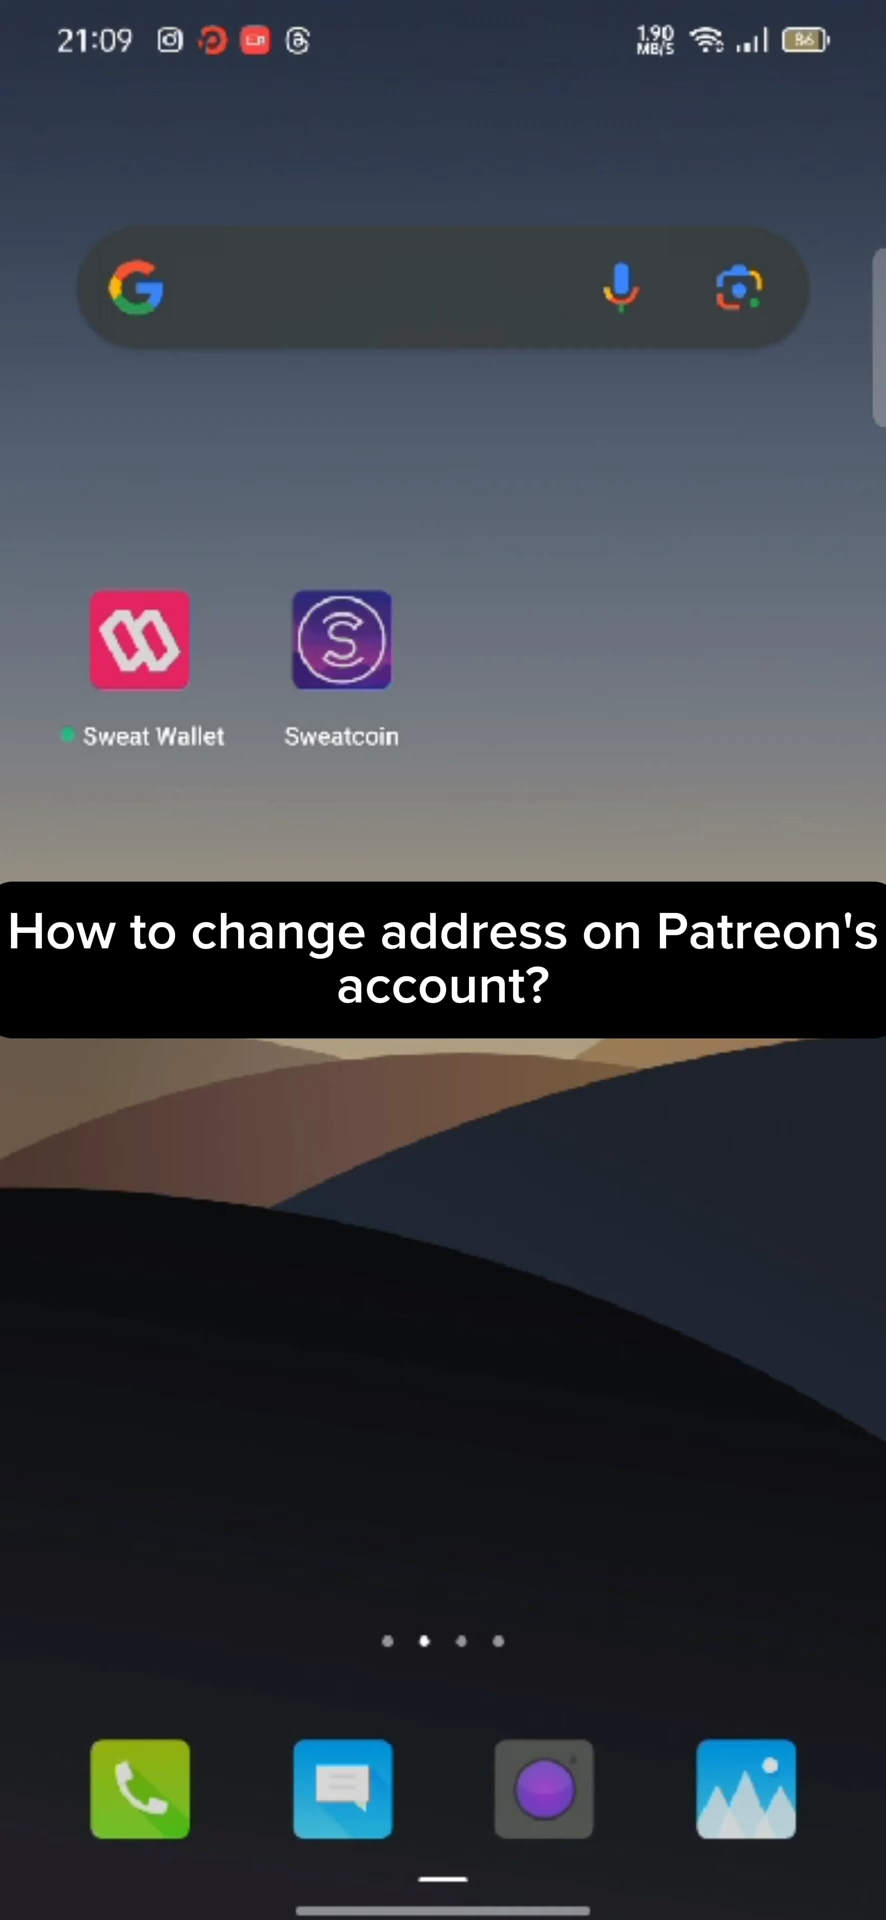 21:09
1.90
MB/S
86
Sweat Wallet
Sweatcoin
How to change address on Patreon's
account?